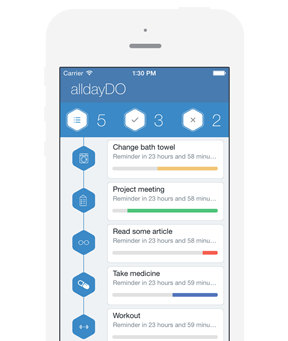 Carrier 1:30 PM
alldayDO
5 3 2
Change bath towel
Reminder in 23 hours and 58 minu...
Project meeting
Reminder in 23 hours and 58 minu...
Read some article
Reminder in 23 hours and 58 minu...
Take medicine
Reminder in 23 hours and 59 minu...
Workout
Reminder in 23 hours and 59 minu...